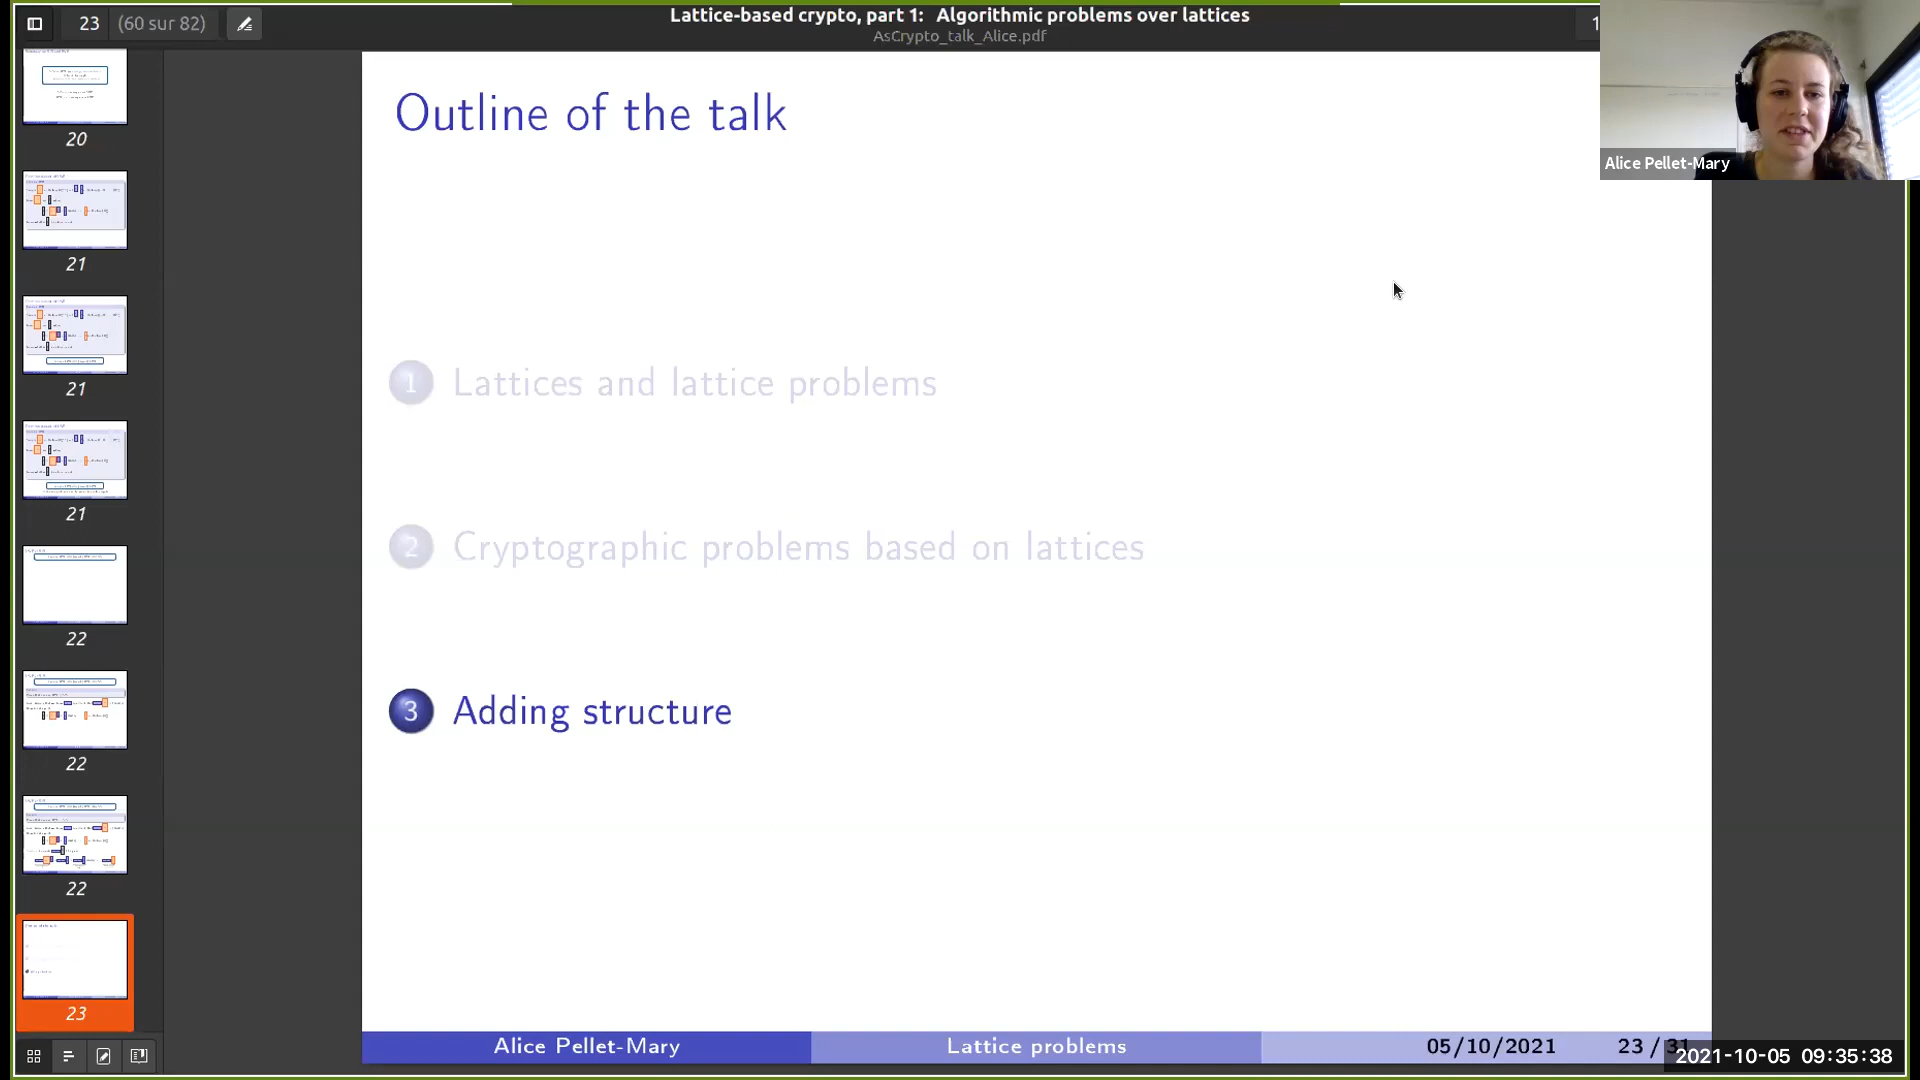 23 (60 sur 82)
Lattice-based crypto, part 1: Algorithmic problems over lattices
AsCrypto_talk_Alice.pdf
1
Alice Pellet-Mary
20
21
21
21
22
22
22
23
Outline of the talk
1 Lattices and lattice problems
2 Cryptographic problems based on lattices
3 Adding structure
Alice Pellet-Mary Lattice problems 05/10/2021 23 / 31
2021-10-05 09:35:38